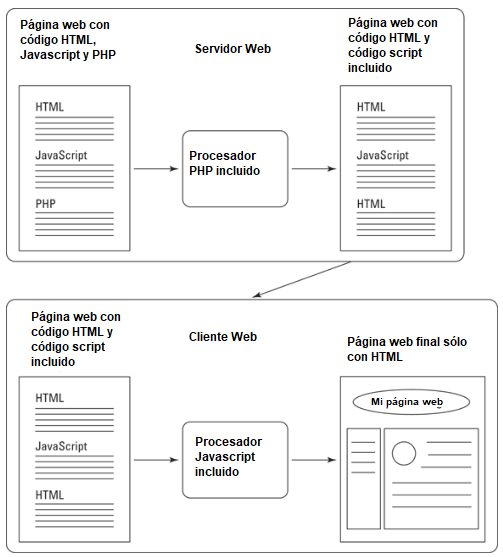 Página web con
código HTML,
Javascript y PHP
Servidor Web
Página web con
código HTML y
código script
incluido
HTML
JavaScript
PHP
Procesador
PHP incluido
HTML
JavaScript
HTML
Página web con
código HTML y
código script
incluido
Cliente Web
Página web final sólo
con HTML
HTML
JavaScript
HTML
Procesador
Javascript
incluido
Mi página web